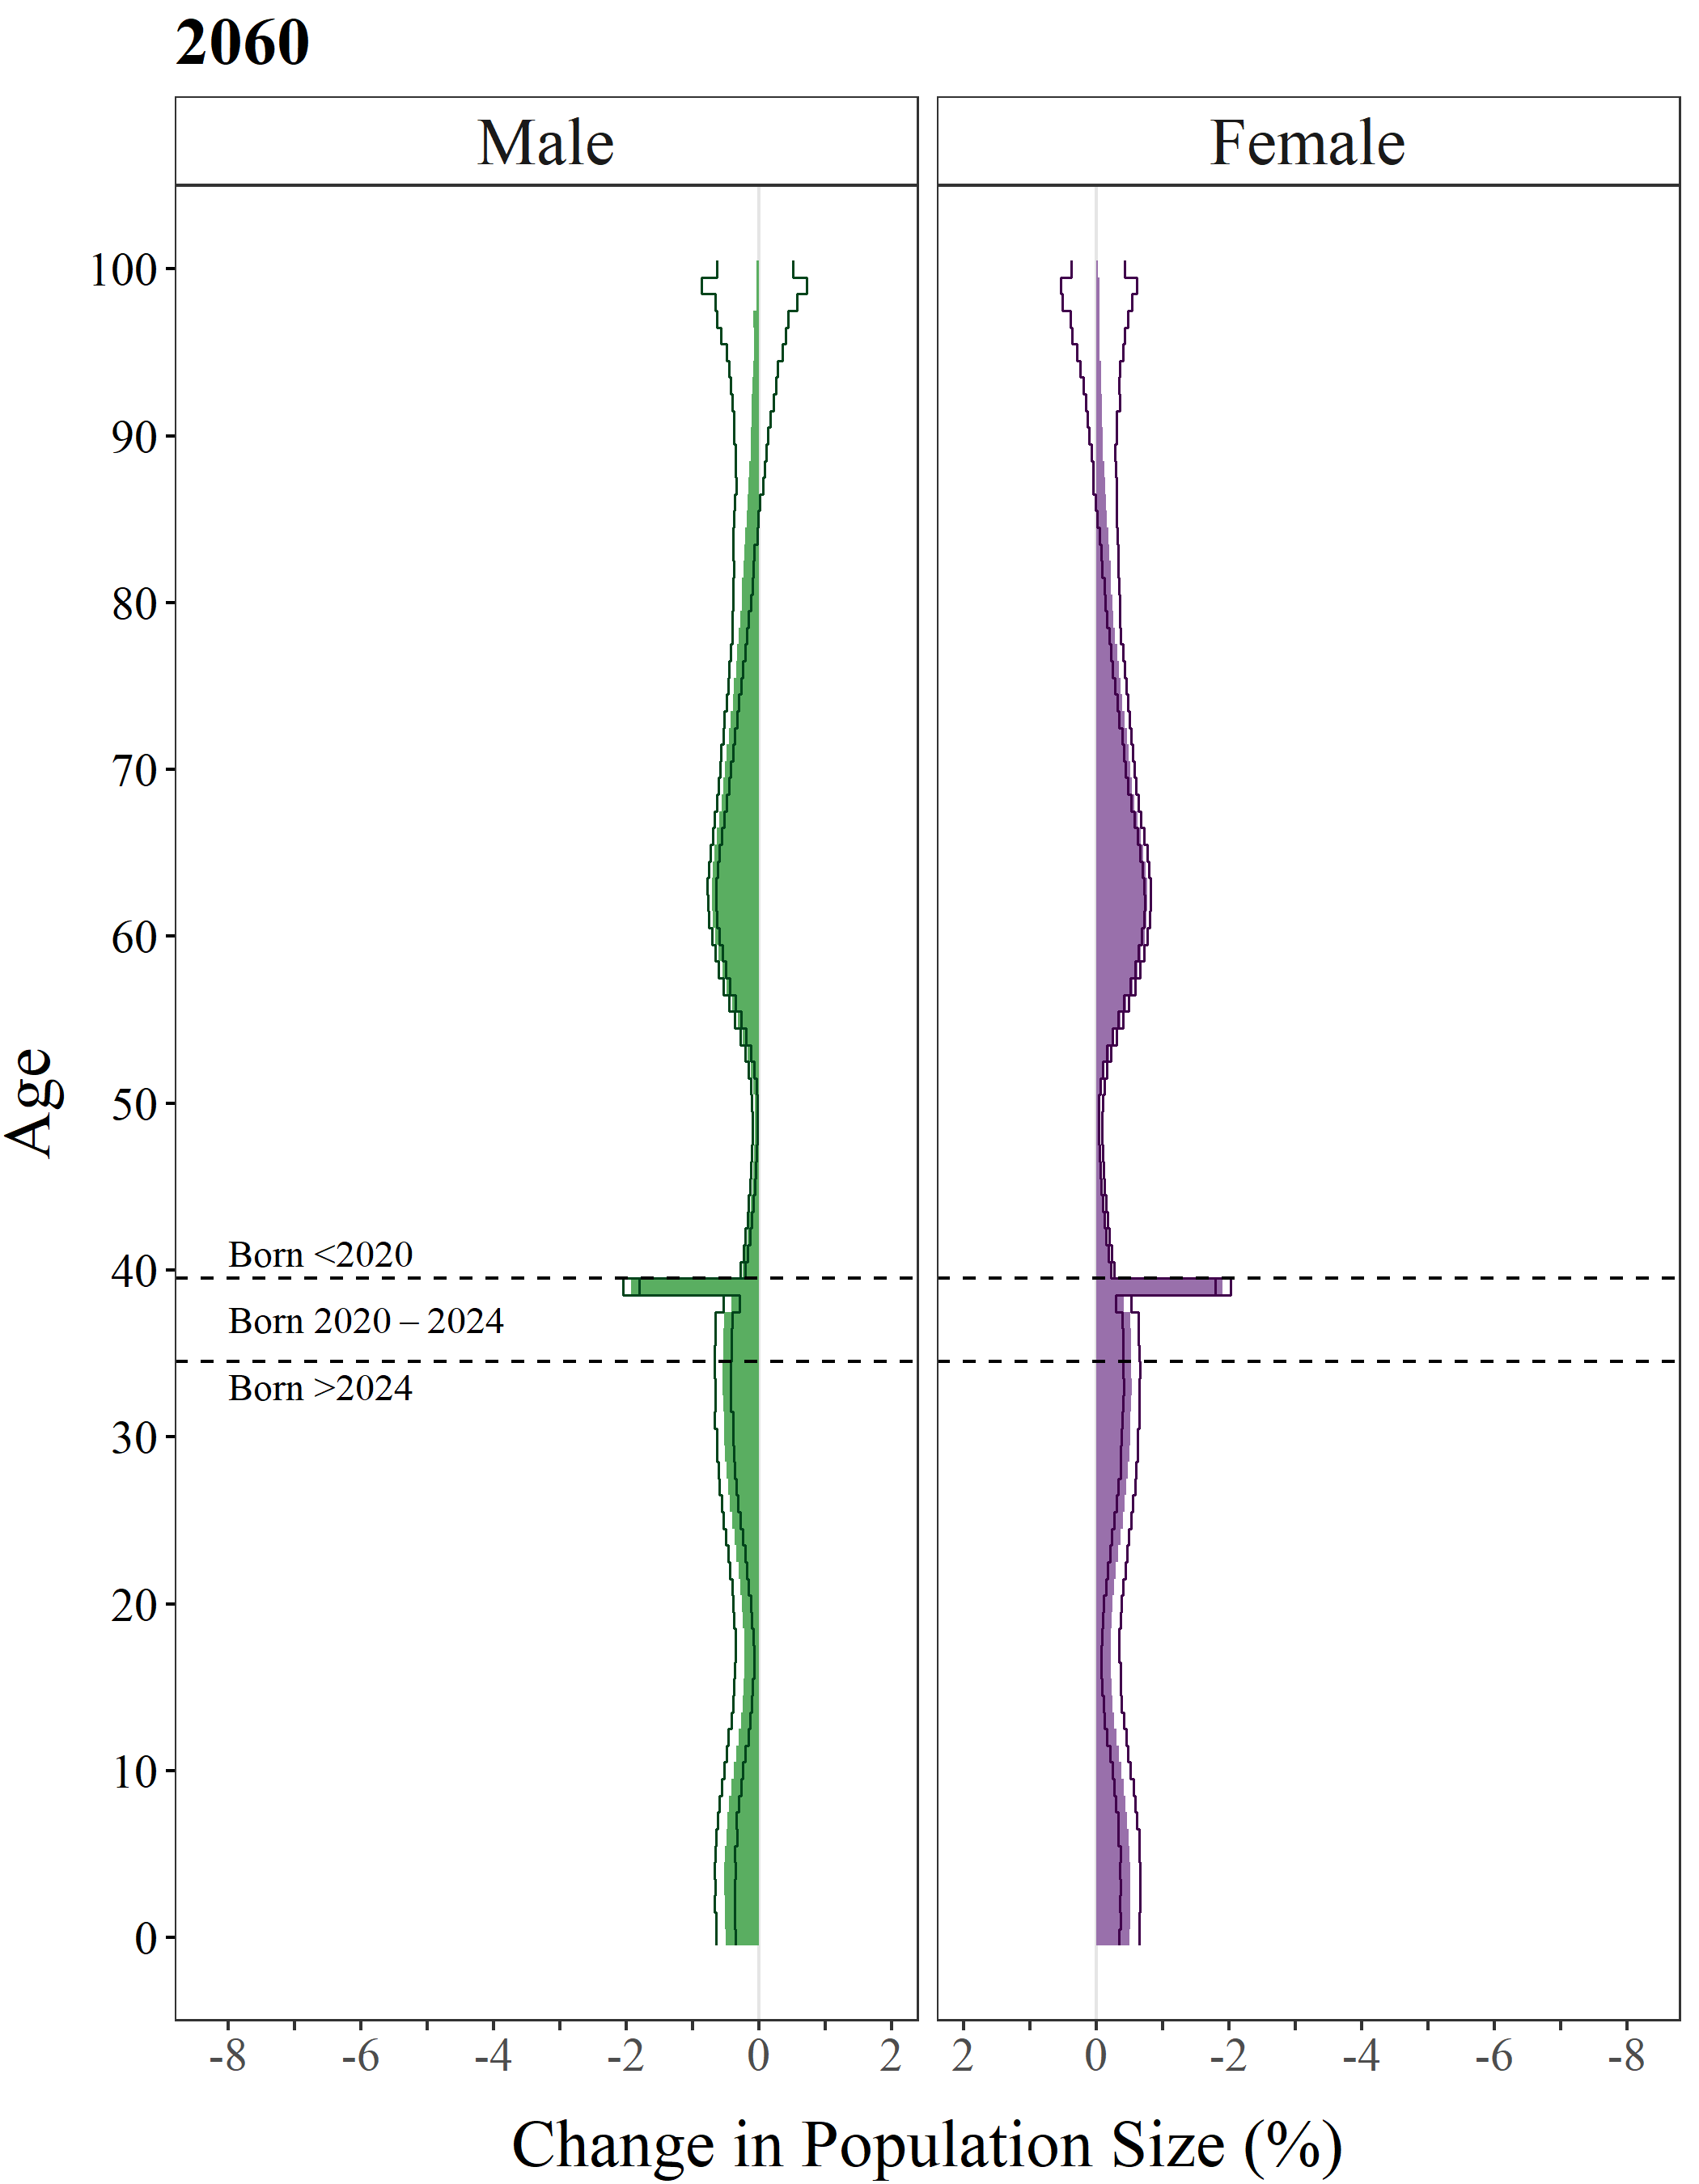 2060
Male
Female
100
90
80
70
60
50
40
30
20
10
0
Age
Born <2020
Born 2020 – 2024
Born >2024
-8 -6 -4 -2 0 2
2 0 -2 -4 -6 -8
Change in Population Size (%)